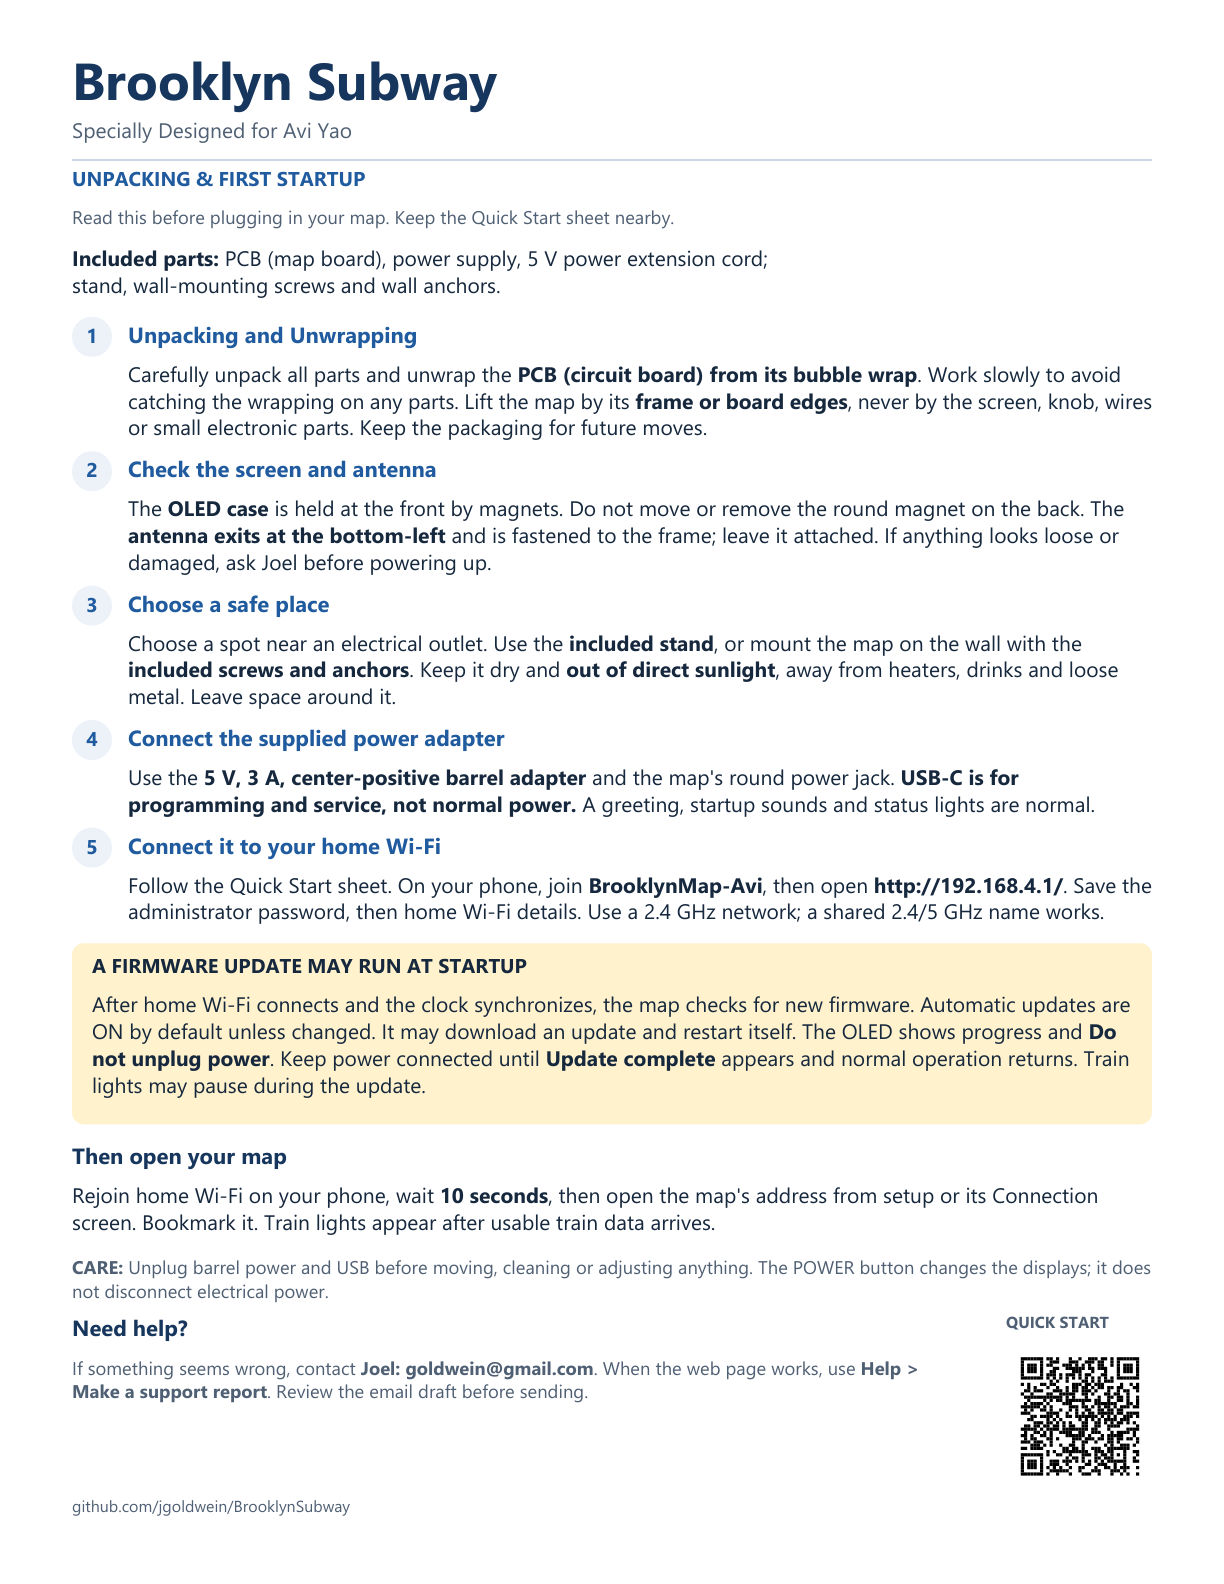 Brooklyn Subway
Specially Designed for Avi Yao
UNPACKING & FIRST STARTUP
Read this before plugging in your map. Keep the Quick Start sheet nearby.
Included parts: PCB (map board), power supply, 5 V power extension cord;
stand, wall-mounting screws and wall anchors.
1 Unpacking and Unwrapping
Carefully unpack all parts and unwrap the PCB (circuit board) from its bubble wrap. Work slowly to avoid
catching the wrapping on any parts. Lift the map by its frame or board edges, never by the screen, knob, wires
or small electronic parts. Keep the packaging for future moves.
2 Check the screen and antenna
The OLED case is held at the front by magnets. Do not move or remove the round magnet on the back. The
antenna exits at the bottom-left and is fastened to the frame; leave it attached. If anything looks loose or
damaged, ask Joel before powering up.
3 Choose a safe place
Choose a spot near an electrical outlet. Use the included stand, or mount the map on the wall with the
included screws and anchors. Keep it dry and out of direct sunlight, away from heaters, drinks and loose
metal. Leave space around it.
4 Connect the supplied power adapter
Use the 5 V, 3 A, center-positive barrel adapter and the map's round power jack. USB-C is for
programming and service, not normal power. A greeting, startup sounds and status lights are normal.
5 Connect it to your home Wi-Fi
Follow the Quick Start sheet. On your phone, join BrooklynMap-Avi, then open http://192.168.4.1/. Save the
administrator password, then home Wi-Fi details. Use a 2.4 GHz network; a shared 2.4/5 GHz name works.
A FIRMWARE UPDATE MAY RUN AT STARTUP
After home Wi-Fi connects and the clock synchronizes, the map checks for new firmware. Automatic updates are
ON by default unless changed. It may download an update and restart itself. The OLED shows progress and Do
not unplug power. Keep power connected until Update complete appears and normal operation returns. Train
lights may pause during the update.
Then open your map
Rejoin home Wi-Fi on your phone, wait 10 seconds, then open the map's address from setup or its Connection
screen. Bookmark it. Train lights appear after usable train data arrives.
CARE: Unplug barrel power and USB before moving, cleaning or adjusting anything. The POWER button changes the displays; it does
not disconnect electrical power.
Need help?
If something seems wrong, contact Joel: goldwein@gmail.com. When the web page works, use Help >
Make a support report. Review the email draft before sending.
QUICK START
github.com/jgoldwein/BrooklynSubway